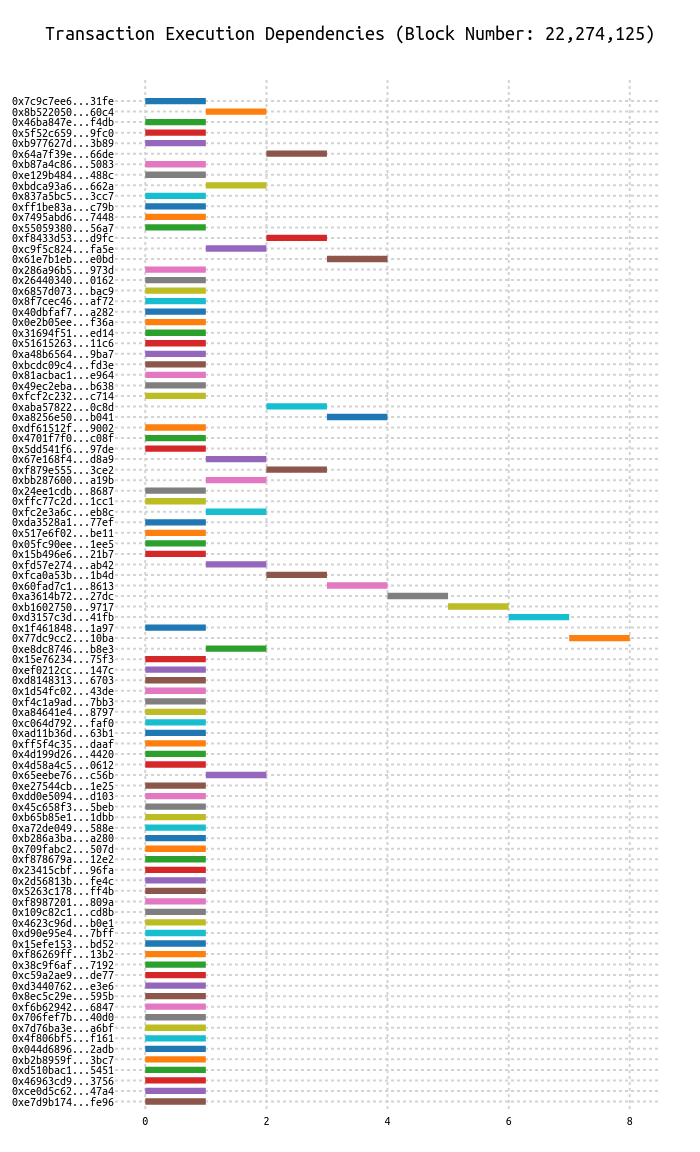 Transaction Execution Dependencies (Block Number: 22,274,125)
0x7c9c7ee6...31fe
0x8b522050...60c4
0x46ba847e...f4db
0x5f52c659...9fc0
0xb977627d...3b89
0x64a7f39e...66de
0xb87a4c86...5083
0xe129b484...488c
0xbdca93a6...662a
0x837a5bc5...3cc7
0xff1be83a...c79b
0x7495abd6...7448
0x55059380...56a7
0xf8433d53...d9fc
0xc9f5c824...fa5e
0x61e7b1eb...e0bd
0x286a96b5...973d
0x26440340...0162
0x6857d073...bac9
0x8f7cec46...af72
0x40dbfaf7...a282
0x0e2b05ee...f36a
0x31694f51...ed14
0x51615263...11c6
0xa48b6564...9ba7
0xbcdc09c4...fd3e
0x81acbac1...e964
0x49ec2eba...b638
0xfcf2c232...c714
0xaba57822...0c8d
0xa8256e50...b041
0xdf61512f...9002
0x4701f7f0...c08f
0x5dd541f6...97de
0x67e168f4...d8a9
0xf879e555...3ce2
0xbb287600...a19b
0x24ee1cdb...8687
0xffc77c2d...1cc1
0xfc2e3a6c...eb8c
0xda3528a1...77ef
0x517e6f02...be11
0x05fc90ee...1ee5
0x15b496e6...21b7
0xfd57e274...ab42
0xfca0a53b...1b4d
0x60fad7c1...8613
0xa3614b72...27dc
0xb1602750...9717
0xd3157c3d...41fb
0x1f461848...1a97
0x77dc9cc2...10ba
0xe8dc8746...b8e3
0x15e76234...75f3
0xef0212cc...147c
0xd8148313...6703
0x1d54fc02...43de
0xf4c1a9ad...7bb3
0xa84641e4...8797
0xc064d792...faf0
0xad11b36d...63b1
0xff5f4c35...daaf
0x4d199d26...4420
0x4d58a4c5...0612
0x65eebe76...c56b
0xe27544cb...1e25
0xdd0e5094...d103
0x45c658f3...5beb
0xb65b85e1...1dbb
0xa72de049...588e
0xb286a3ba...a280
0x709fabc2...507d
0xf878679a...12e2
0x23415cbf...96fa
0x2d56813b...fe4c
0x5263c178...ff4b
0xf8987201...809a
0x109c82c1...cd8b
0x4623c96d...b0e1
0xd90e95e4...7bff
0x15efe153...bd52
0xf86269ff...13b2
0x38c9f6af...7192
0xc59a2ae9...de77
0xd3440762...e3e6
0x8ec5c29e...595b
0xf6b62942...6847
0x706fef7b...40d0
0x7d76ba3e...a6bf
0x4f806bf5...f161
0x044d6896...2adb
0xb2b8959f...3bc7
0xd510bac1...5451
0x46963cd9...3756
0xce0d5c62...47a4
0xe7d9b174...fe96
0 2 4 6 8